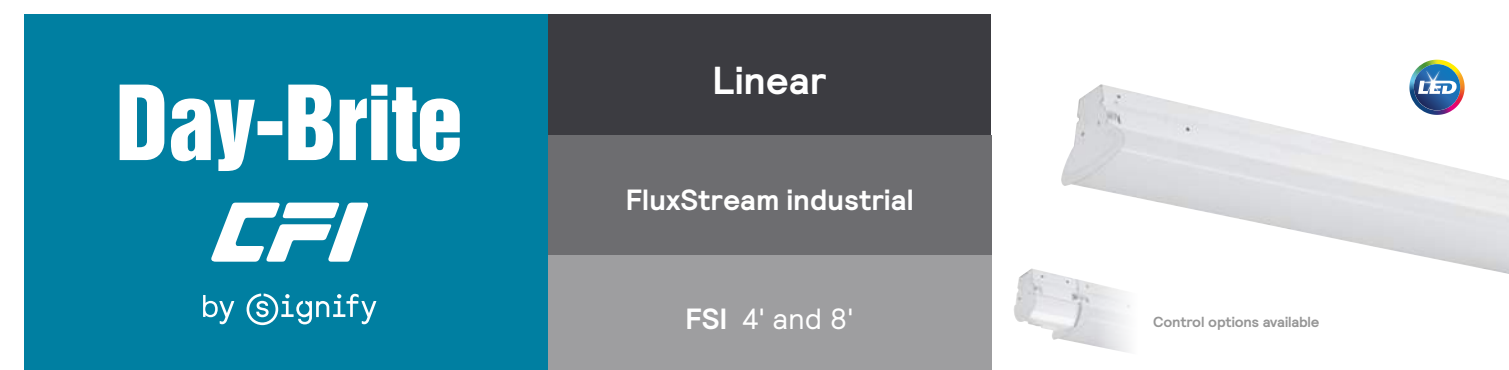 Day-Brite
CFI
by Signify
Linear
FluxStream industrial
FSI 4' and 8'
LED
Control options available